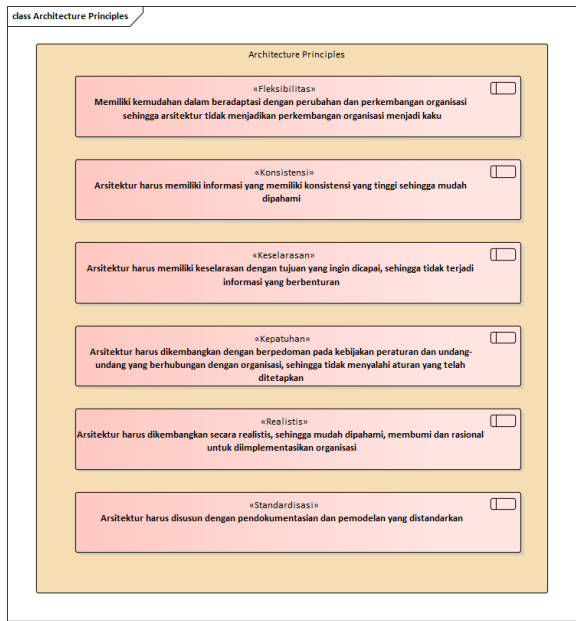 class Architecture Principles
Architecture Principles
«Fleksibilitas»
Memiliki kemudahan dalam beradaptasi dengan perubahan dan perkembangan organisasi
sehingga arsitektur tidak menjadikan perkembangan organisasi menjadi kaku
«Konsistensi»
Arsitektur harus memiliki informasi yang memiliki konsistensi yang tinggi sehingga mudah
dipahami
«Keselarasan»
Arsitektur harus memiliki keselarasan dengan tujuan yang ingin dicapai, sehingga tidak terjadi
informasi yang berbenturan
«Kepatuhan»
Arsitektur harus dikembangkan dengan berpedoman pada kebijakan peraturan dan undang-
undang yang berhubungan dengan organisasi, sehingga tidak menyalahi aturan yang telah
ditetapkan
«Realistis»
Arsitektur harus dikembangkan secara realistis, sehingga mudah dipahami, membumi dan rasional
untuk diimplementasikan organisasi
«Standardisasi»
Arsitektur harus disusun dengan pendokumentasian dan pemodelan yang distandarkan